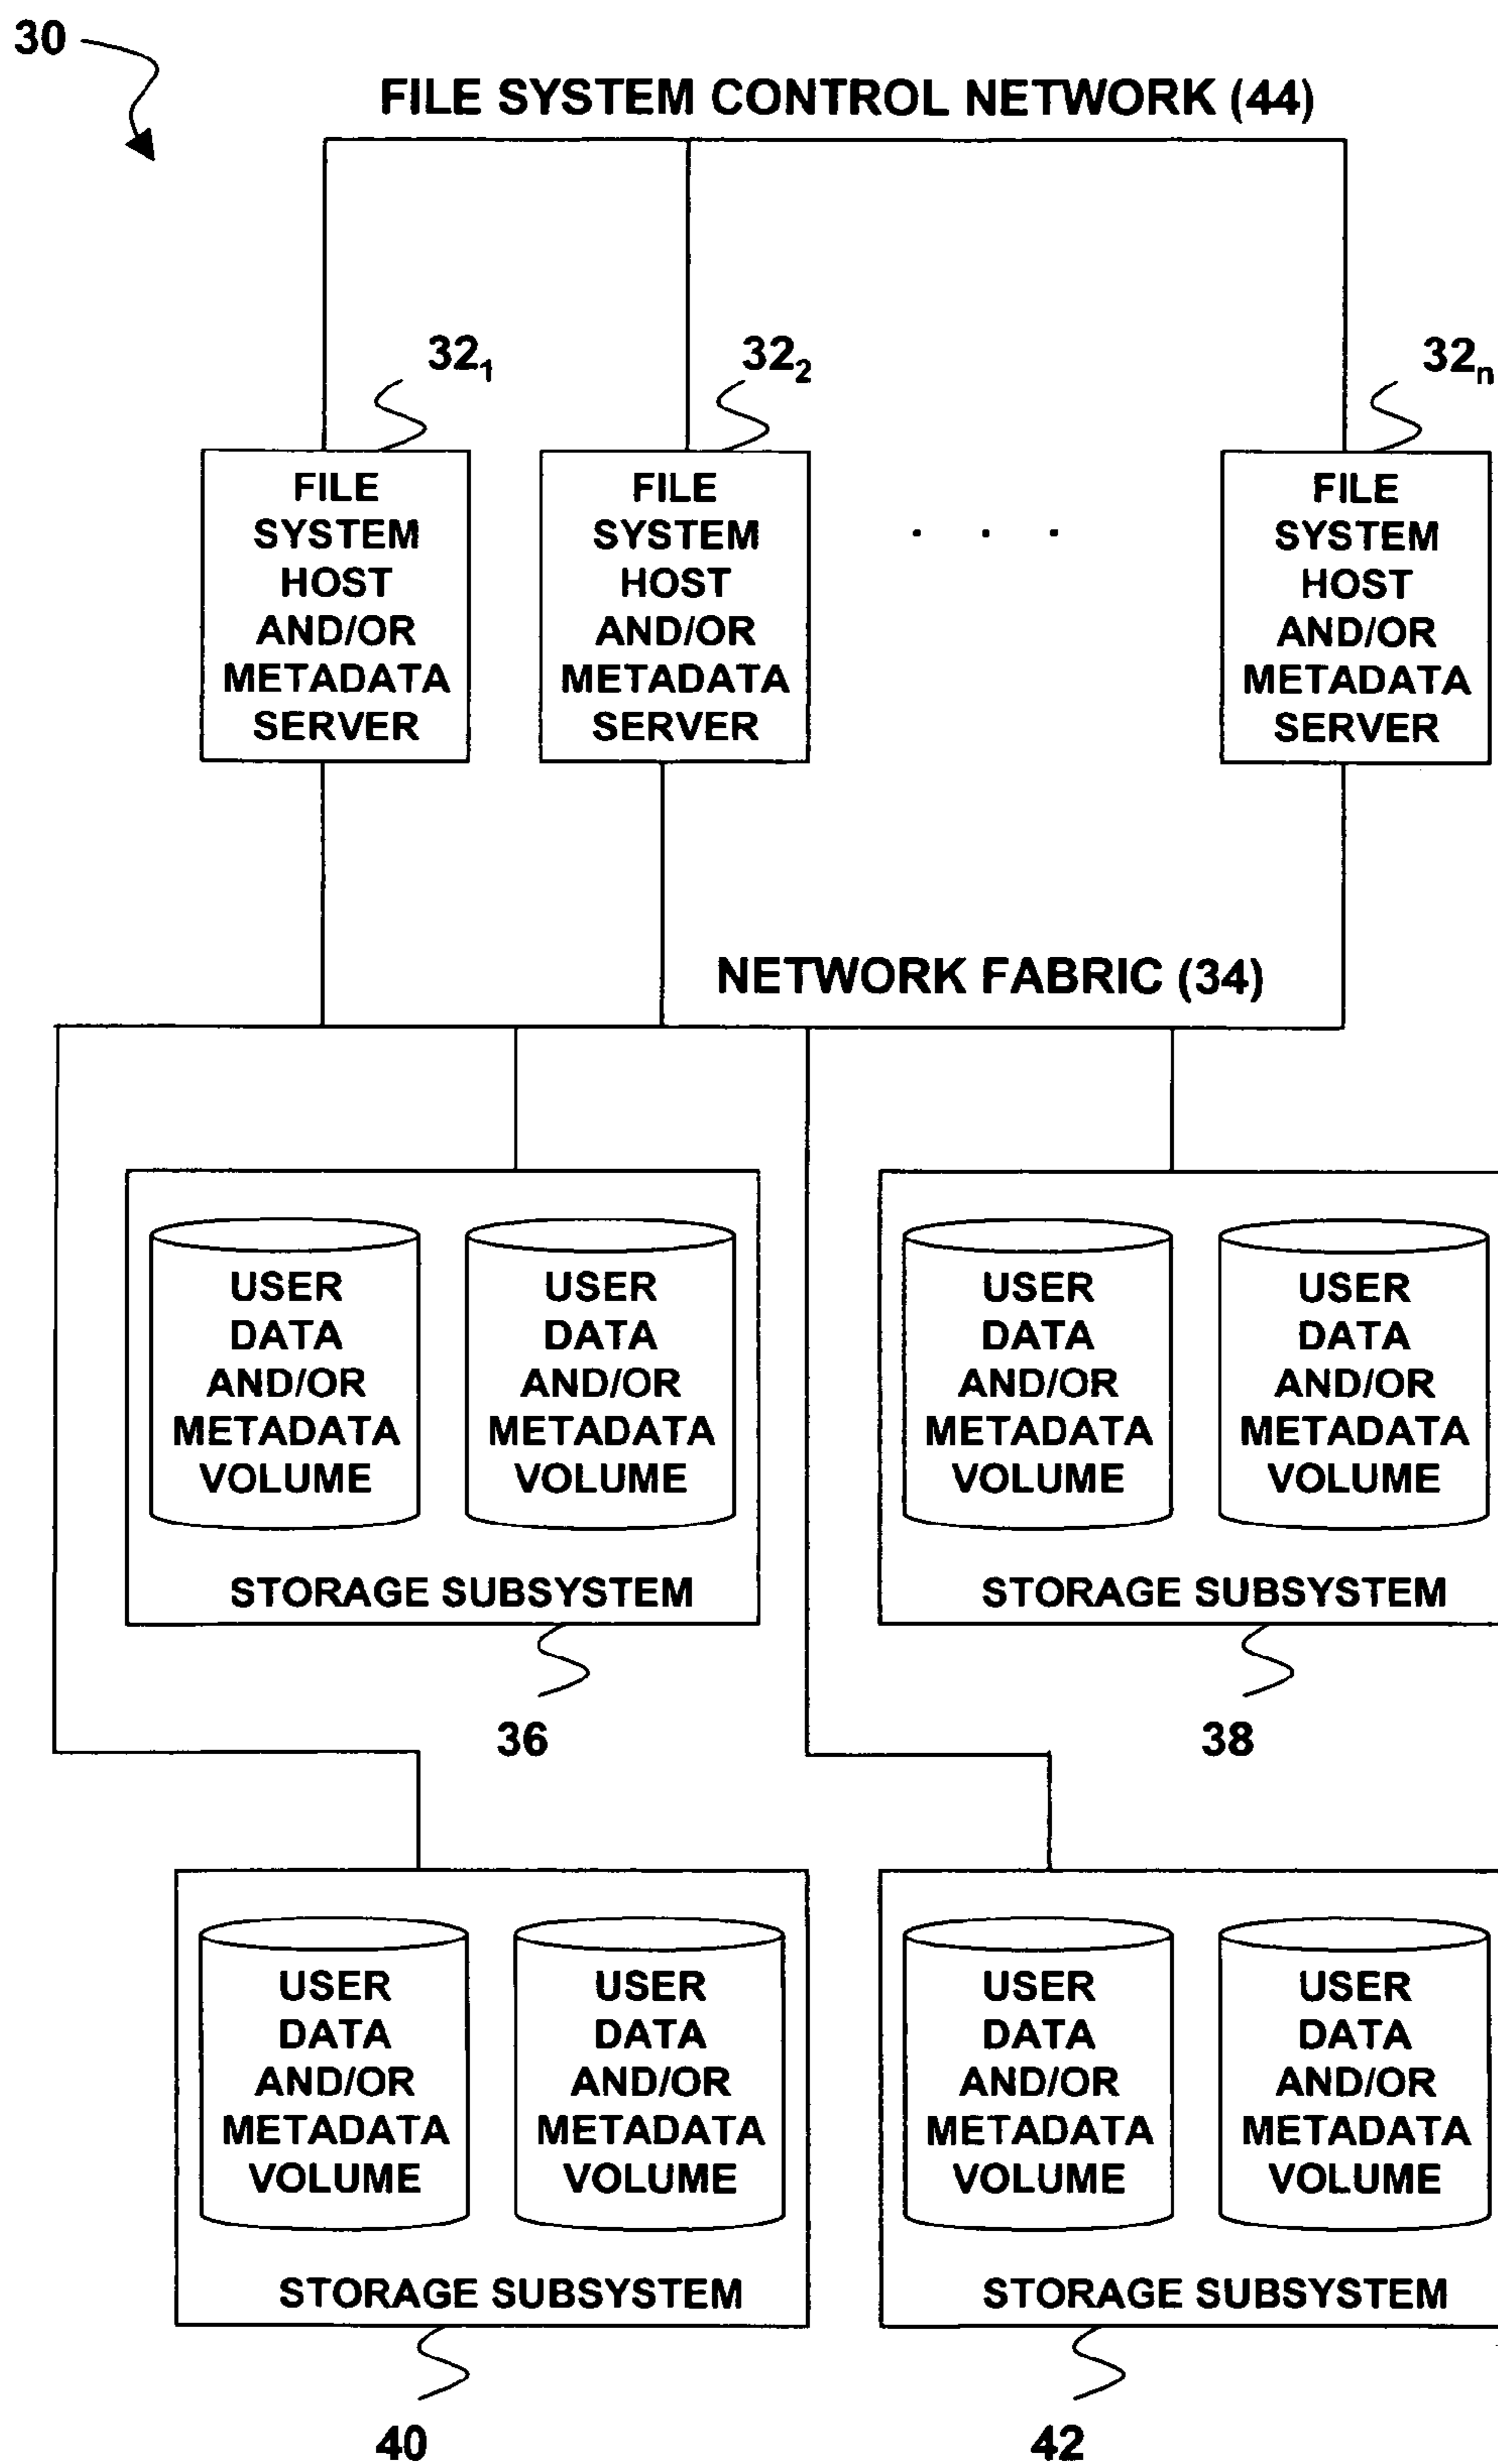 30
FILE SYSTEM CONTROL NETWORK (44)
32₁
32₂
32ₙ
FILE
SYSTEM
HOST
AND/OR
METADATA
SERVER
FILE
SYSTEM
HOST
AND/OR
METADATA
SERVER
. . .
FILE
SYSTEM
HOST
AND/OR
METADATA
SERVER
NETWORK FABRIC (34)
USER
DATA
AND/OR
METADATA
VOLUME
USER
DATA
AND/OR
METADATA
VOLUME
STORAGE SUBSYSTEM
36
USER
DATA
AND/OR
METADATA
VOLUME
USER
DATA
AND/OR
METADATA
VOLUME
STORAGE SUBSYSTEM
38
USER
DATA
AND/OR
METADATA
VOLUME
USER
DATA
AND/OR
METADATA
VOLUME
STORAGE SUBSYSTEM
40
USER
DATA
AND/OR
METADATA
VOLUME
USER
DATA
AND/OR
METADATA
VOLUME
STORAGE SUBSYSTEM
42